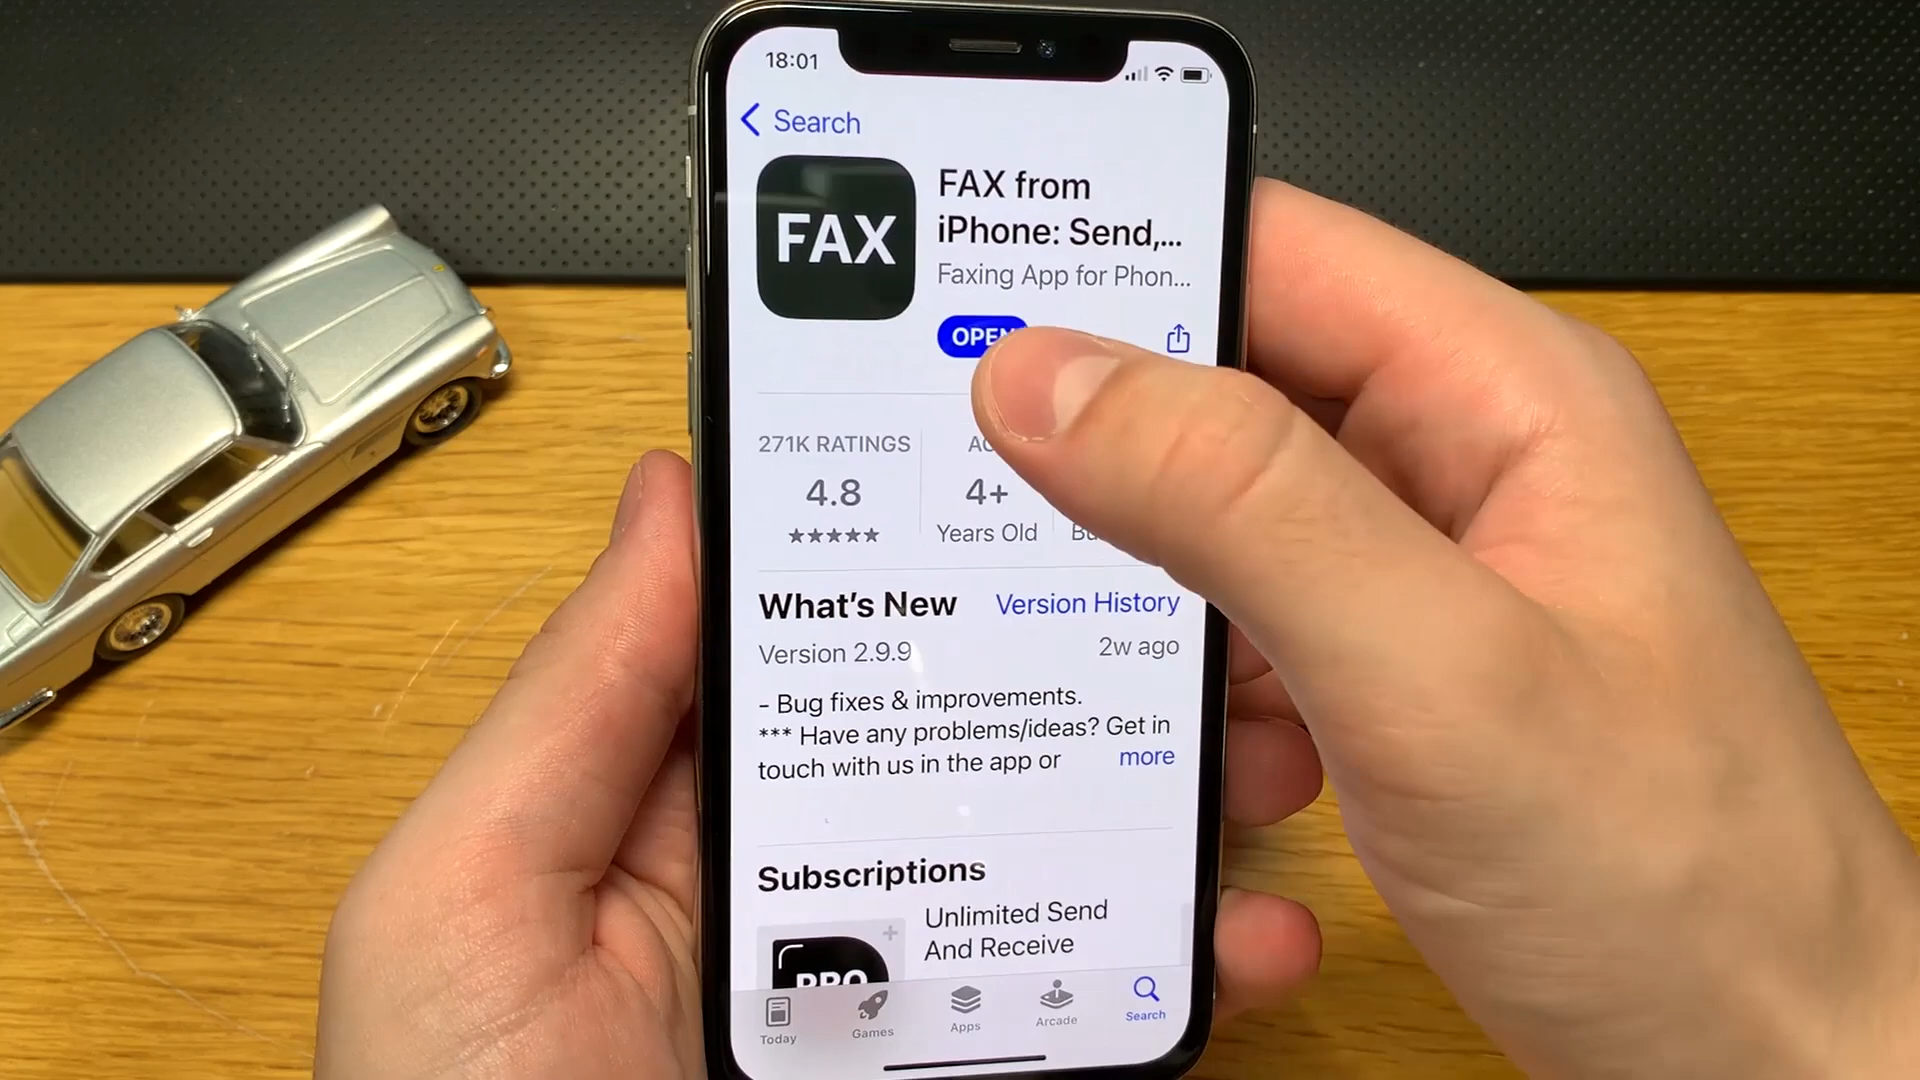 18:01
Search
FAX
FAX from
iPhone: Send,...
Faxing App for Phon...
OPEN
271K RATINGS
4.8
★★★★★
4+
Years Old
What's New
Version History
Version 2.9.9
2w ago
- Bug fixes & improvements.
*** Have any problems/ideas? Get in
touch with us in the app or
more
Subscriptions
PRO
Unlimited Send
And Receive
Today
Games
Apps
Arcade
Search